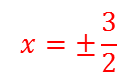 x = ± 3/2